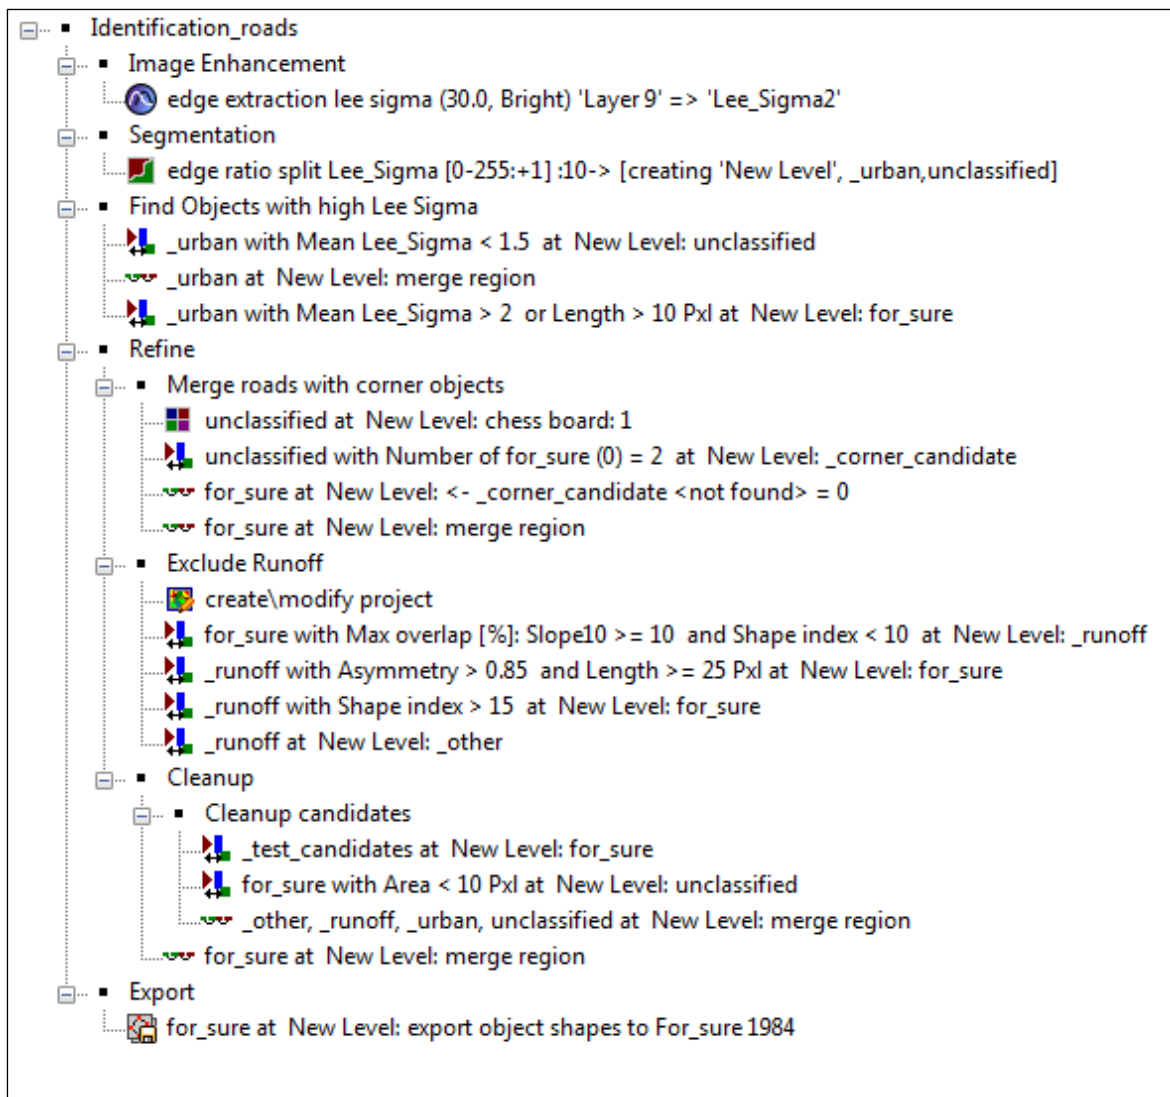 Identification_roads
Image Enhancement
edge extraction lee sigma (30.0, Bright) 'Layer 9' => 'Lee_Sigma2'
Segmentation
edge ratio split Lee_Sigma [0-255:+1] :10-> [creating 'New Level', _urban,unclassified]
Find Objects with high Lee Sigma
_urban with Mean Lee_Sigma < 1.5 at New Level: unclassified
_urban at New Level: merge region
_urban with Mean Lee_Sigma > 2 or Length > 10 Pxl at New Level: for_sure
Refine
Merge roads with corner objects
unclassified at New Level: chess board: 1
unclassified with Number of for_sure (0) = 2 at New Level: _corner_candidate
for_sure at New Level: <- _corner_candidate <not found> = 0
for_sure at New Level: merge region
Exclude Runoff
create\modify project
for_sure with Max overlap [%]: Slope10 >= 10 and Shape index < 10 at New Level: _runoff
_runoff with Asymmetry > 0.85 and Length >= 25 Pxl at New Level: for_sure
_runoff with Shape index > 15 at New Level: for_sure
_runoff at New Level: _other
Cleanup
Cleanup candidates
_test_candidates at New Level: for_sure
for_sure with Area < 10 Pxl at New Level: unclassified
_other, _runoff, _urban, unclassified at New Level: merge region
for_sure at New Level: merge region
Export
for_sure at New Level: export object shapes to For_sure 1984